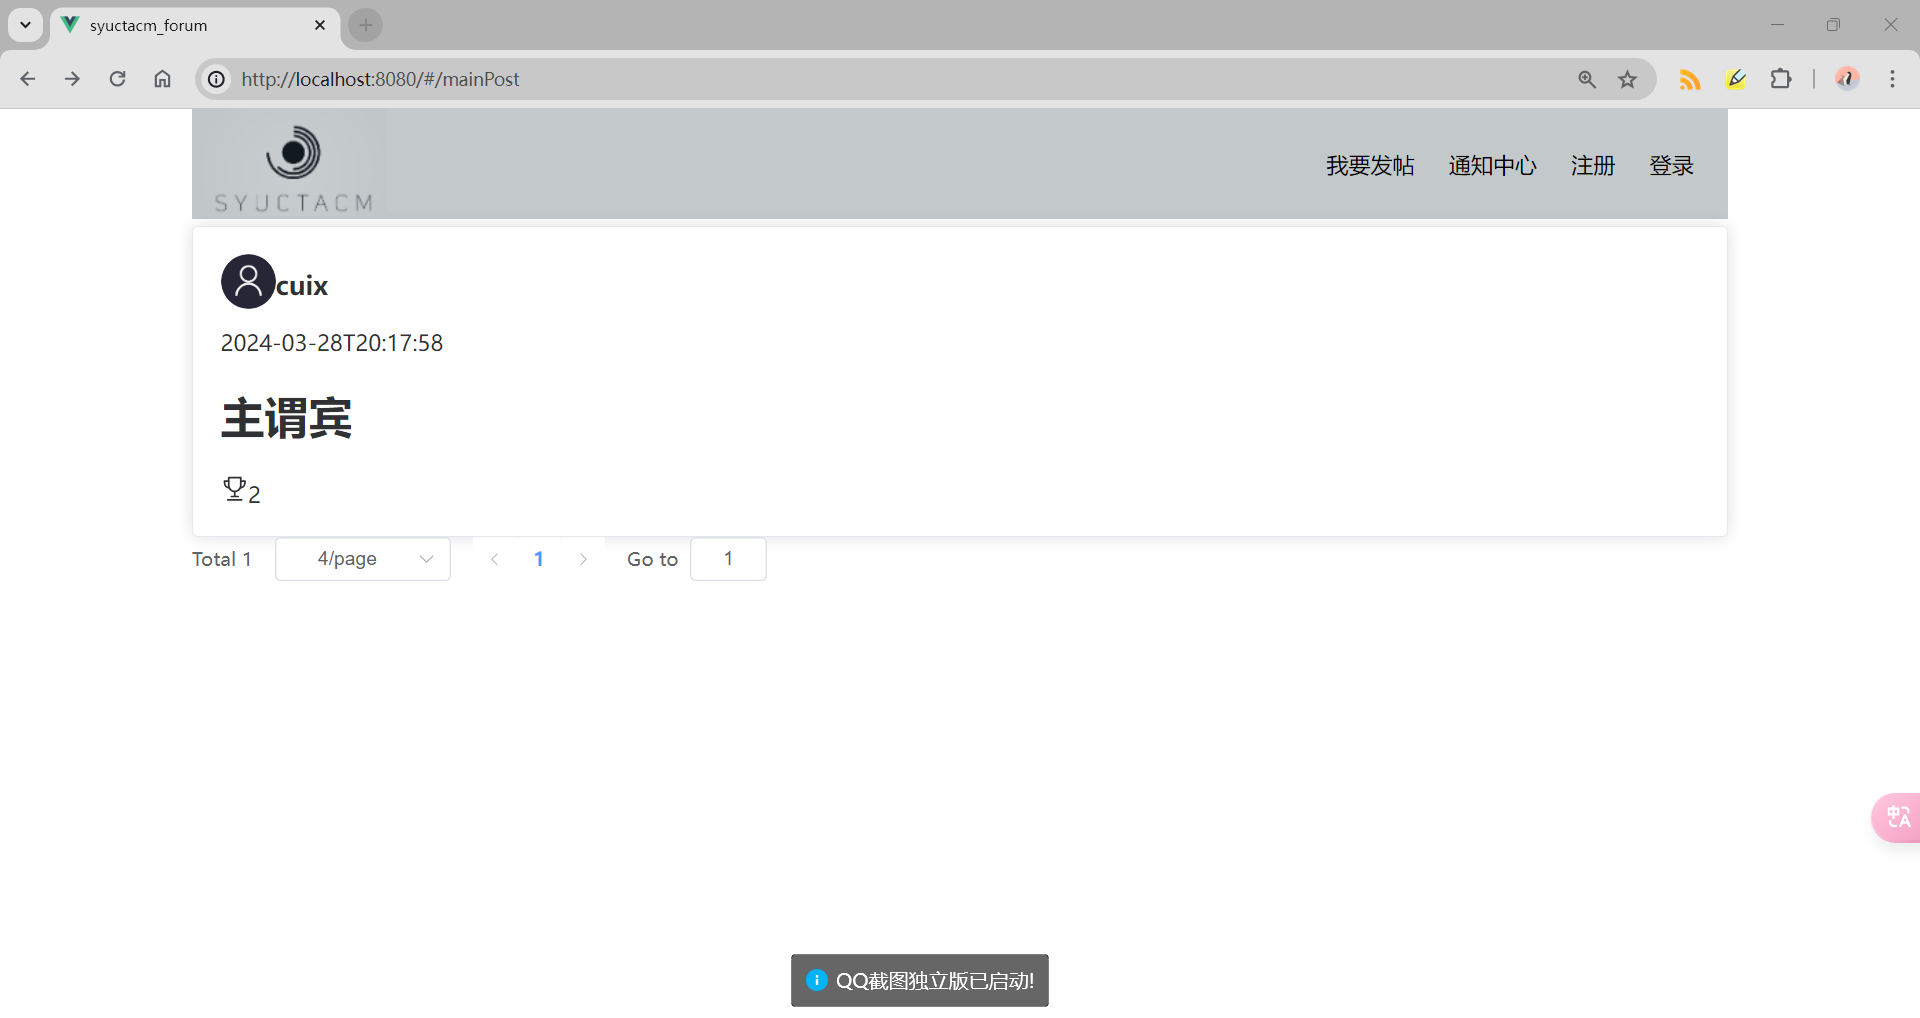 syuctacm_forum
http://localhost:8080/#/mainPost
SYUCTACM
我要发帖 通知中心 注册 登录
cuix
2024-03-28T20:17:58
主谓宾
2
Total 1 4/page 1 Go to 1
中A
QQ截图独立版已启动!